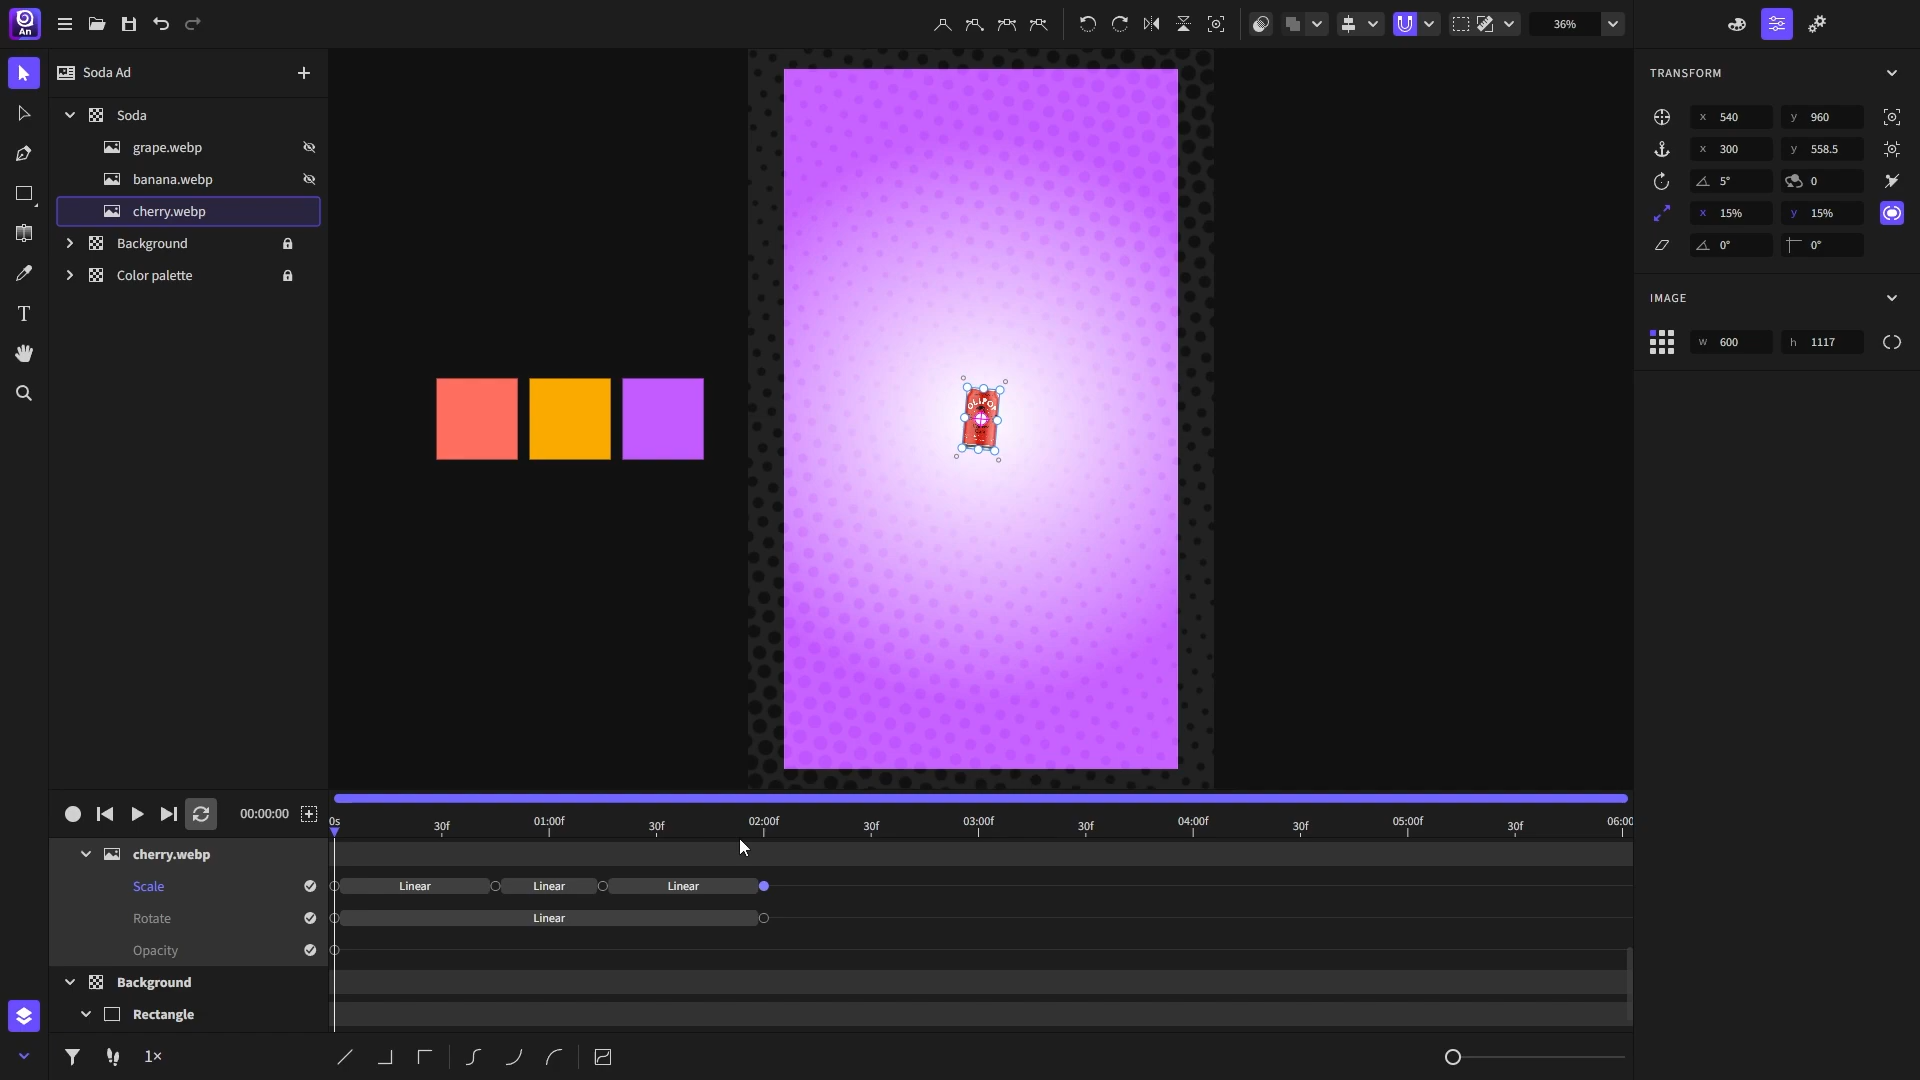 An
36%
Soda Ad
TRANSFORM
Soda
x 540
y 960
grape.webp
x 300
y 558.5
banana.webp
5°
0
cherry.webp
x 15%
y 15%
Background
0°
0°
Color palette
IMAGE
w 600
h 1117
OLIPOP
00:00:00
0s
30f
01:00f
30f
02:00f
30f
03:00f
30f
04:00f
30f
05:00f
30f
06:00
cherry.webp
Scale
Linear
Linear
Linear
Rotate
Linear
Opacity
Background
Rectangle
1×